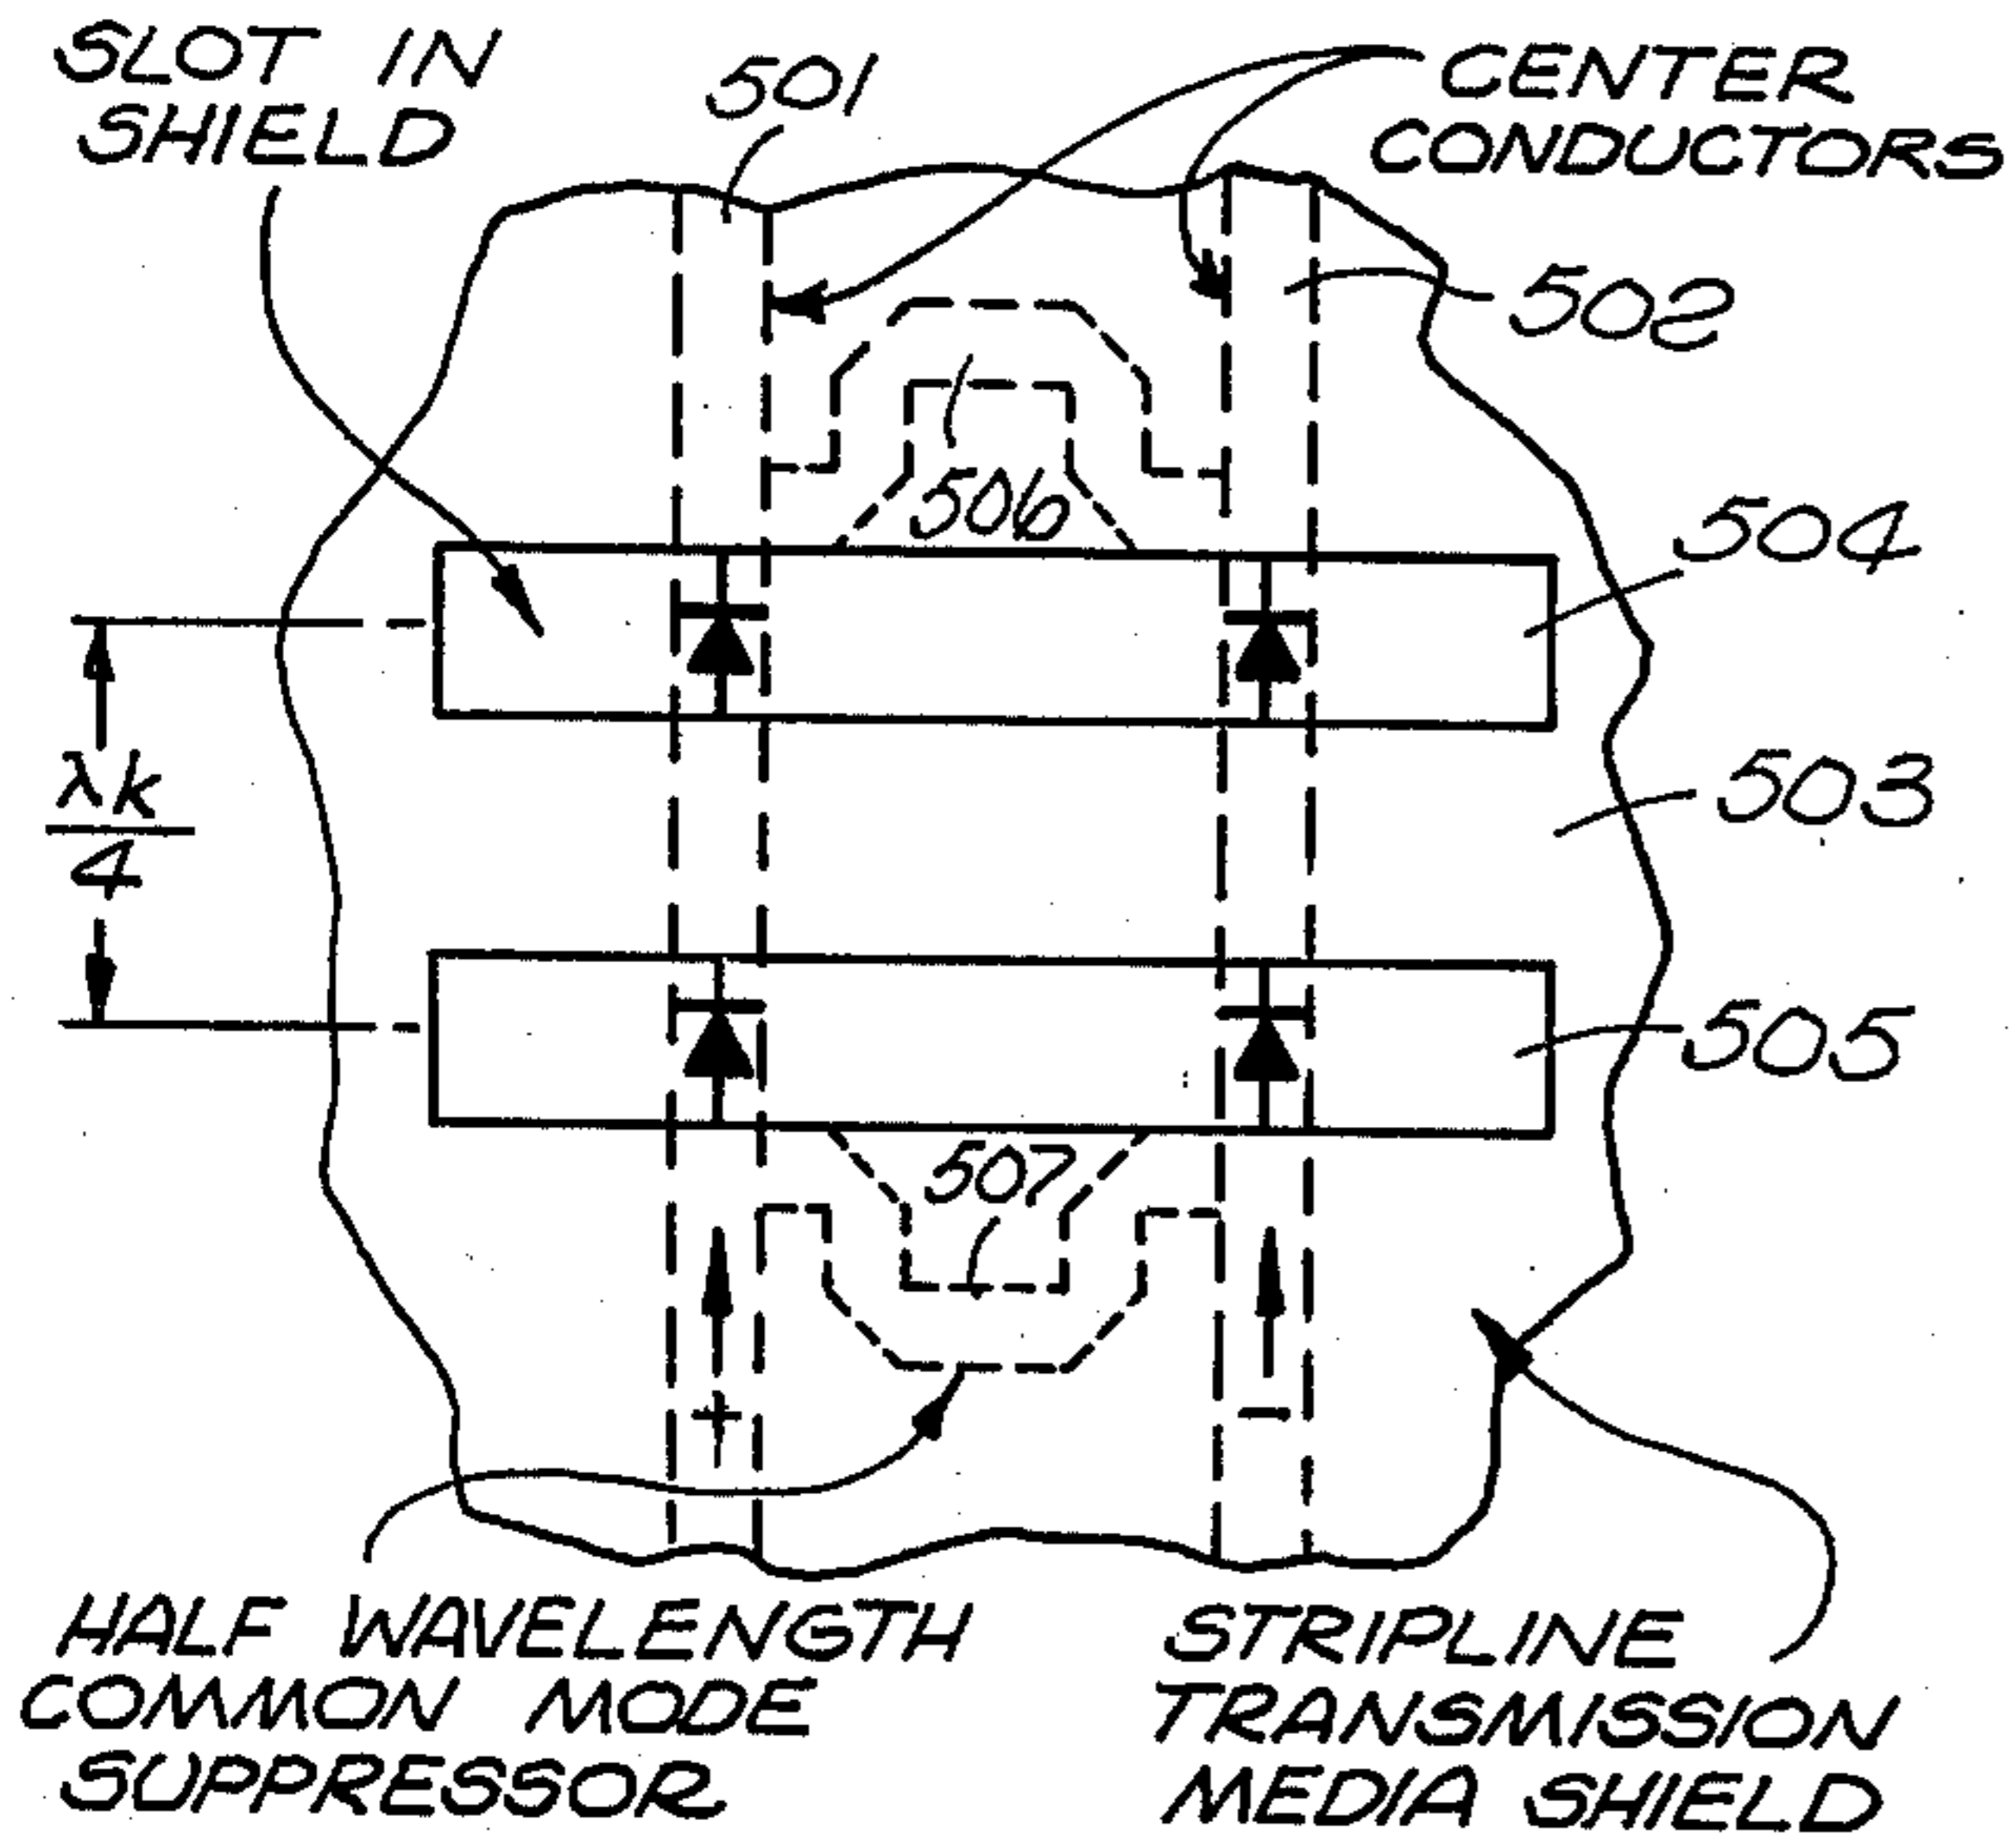 SLOT IN
SHIELD
501
CENTER
CONDUCTORS
502
506
504
λk
4
503
505
507
+
−
HALF WAVELENGTH
COMMON MODE
SUPPRESSOR
STRIPLINE
TRANSMISSION
MEDIA SHIELD